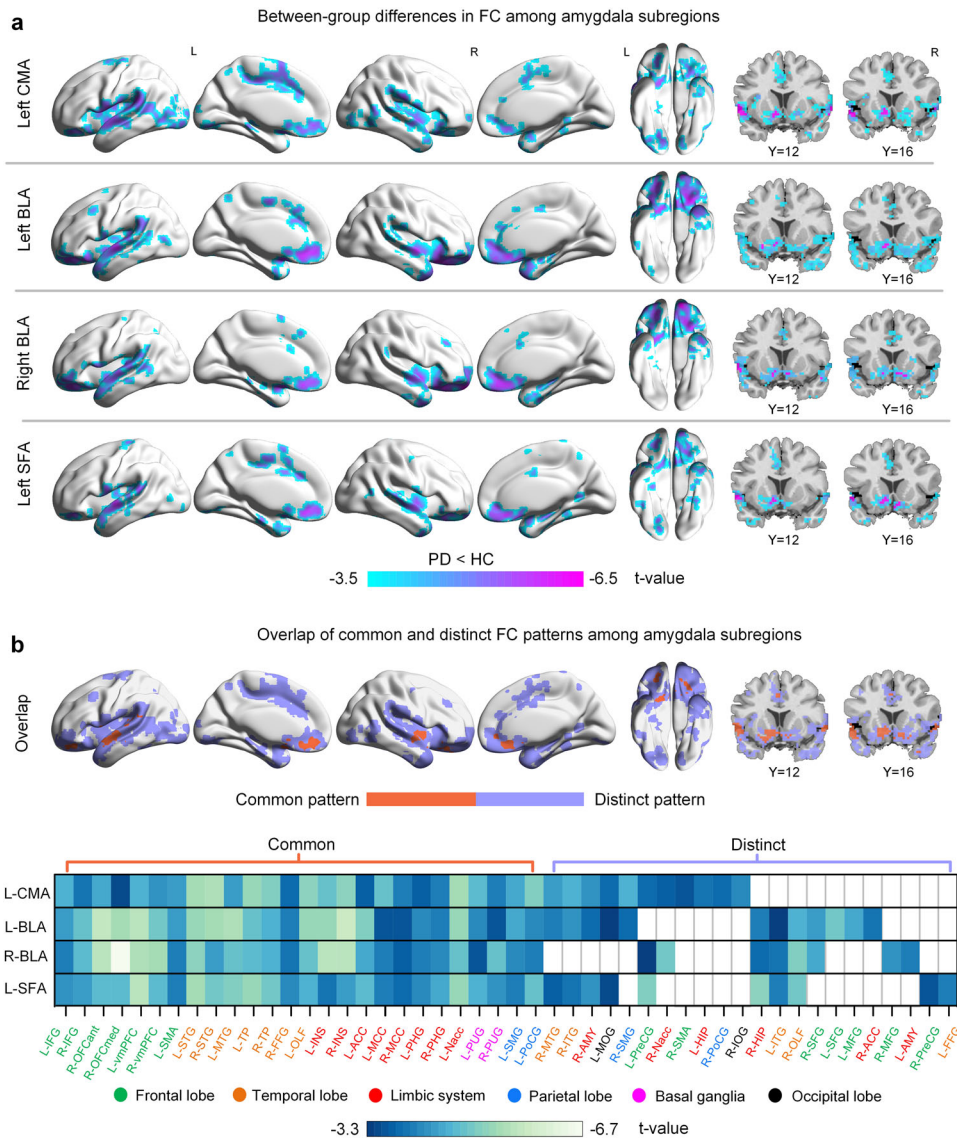 Between-group differences in FC among amygdala subregions
a
L
R
L
R
Left CMA
Y=12
Y=16
Left BLA
Y=12
Y=16
Right BLA
Y=12
Y=16
Left SFA
Y=12
Y=16
PD < HC
-3.5
-6.5
t-value
b
Overlap of common and distinct FC patterns among amygdala subregions
Overlap
Y=12
Y=16
Common pattern
Distinct pattern
Common
Distinct
L-CMA
L-BLA
R-BLA
L-SFA
L-IFG
R-IFG
R-OFCant
R-OFCmed
L-vmpFC
R-vmPFC
L-SMA
L-STG
R-STG
L-MTG
L-TP
R-TP
R-FFG
L-OLF
L-INS
R-INS
L-ACC
L-MCC
R-MCC
L-PHG
R-PHG
L-Nacc
L-PUG
R-PUG
L-SMG
L-PoCG
R-MTG
R-ITG
R-AMY
L-MOG
R-SMG
L-PreCG
R-Nacc
R-SMA
L-HIP
R-PoCG
R-IOG
R-HIP
L-ITG
R-OLF
R-SFG
L-SFG
L-MFG
R-ACC
R-MFG
L-AMY
R-PreCG
Frontal lobe
Temporal lobe
Limbic system
Parietal lobe
Basal ganglia
Occipital lobe
-3.3
-6.7
t-value